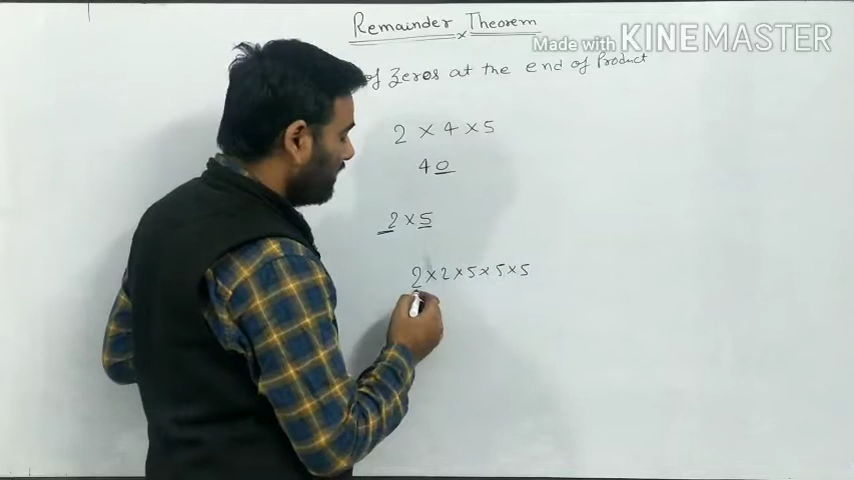 Remainder Theorem
Made with KINEMASTER
of Zeros at the end of Product
2 × 4 × 5
40
2 × 5
2 × 2 × 5 × 5 × 5